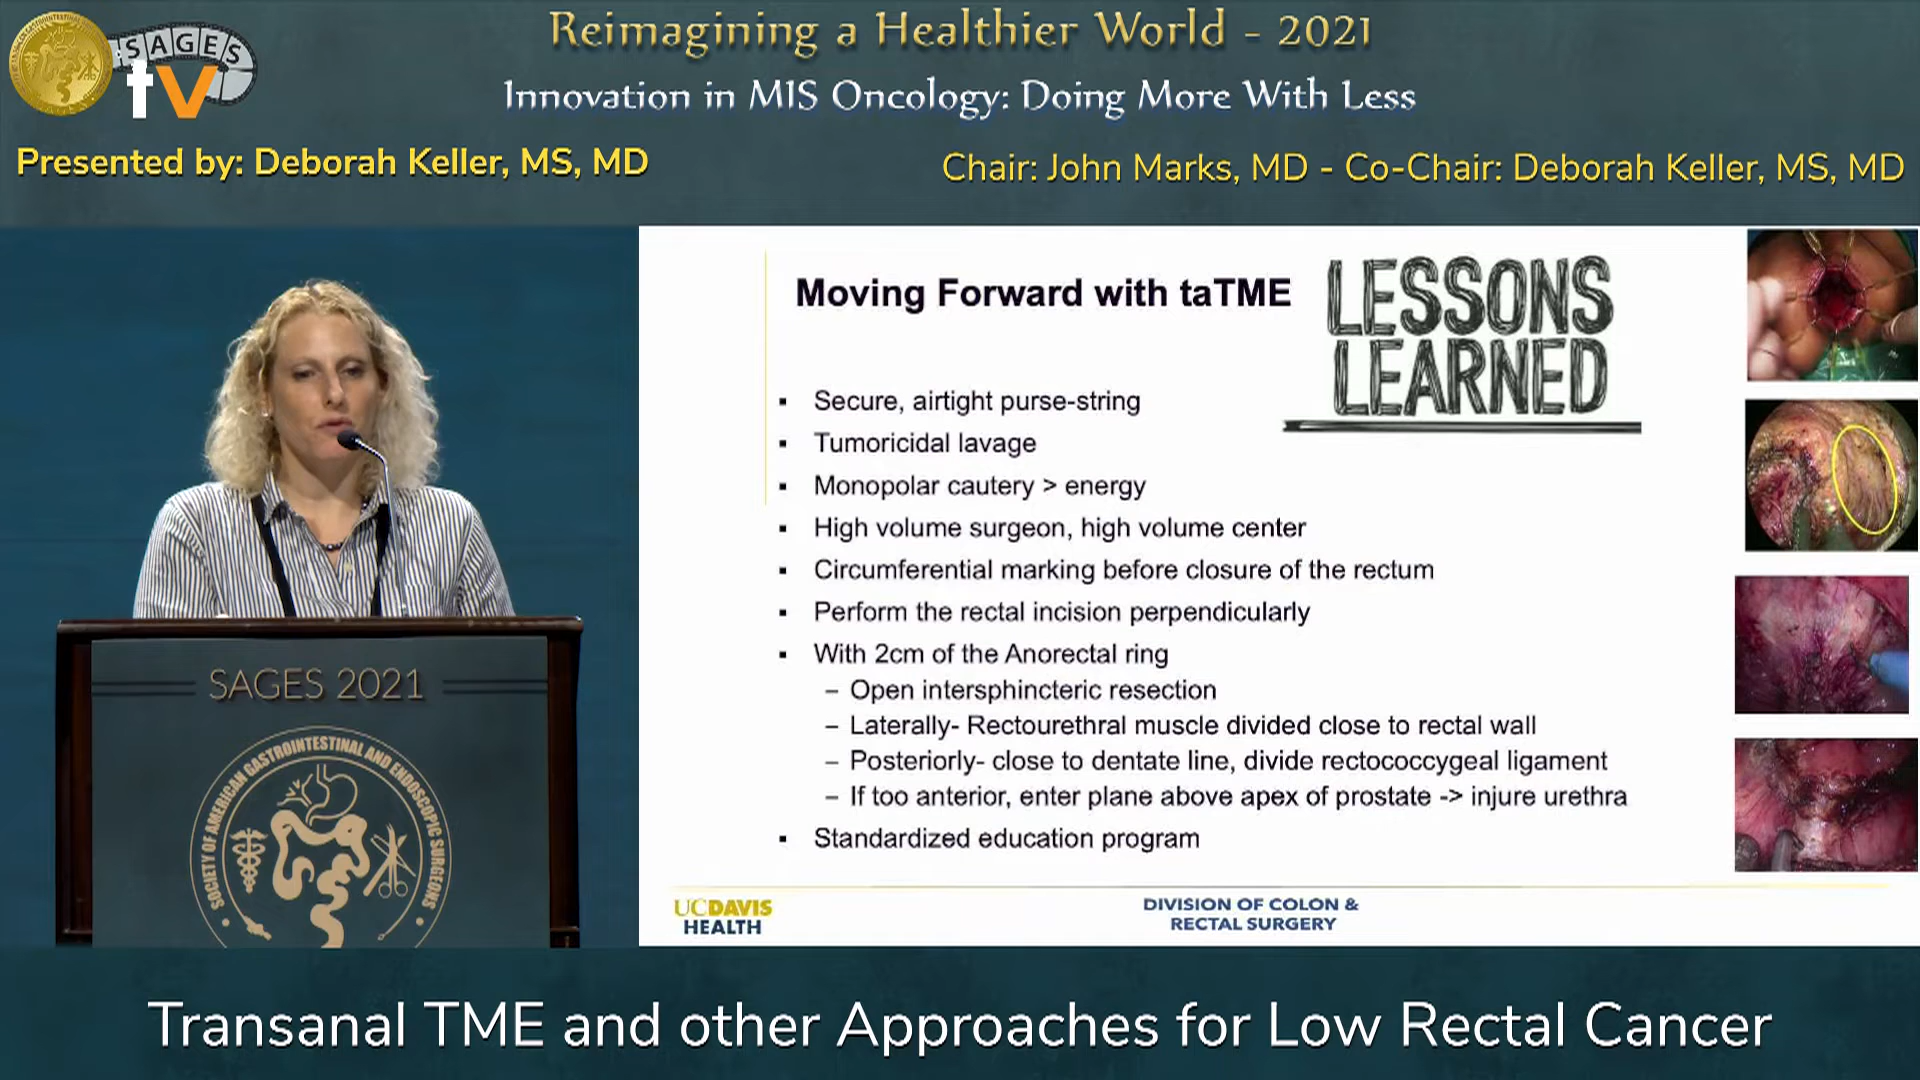 Reimagining a Healthier World - 2021
SAGES
tv
Innovation in MIS Oncology: Doing More With Less
Presented by: Deborah Keller, MS, MD
Chair: John Marks, MD - Co-Chair: Deborah Keller, MS, MD
Moving Forward with taTME
LESSONS
LEARNED
▪ Secure, airtight purse-string
▪ Tumoricidal lavage
▪ Monopolar cautery > energy
▪ High volume surgeon, high volume center
▪ Circumferential marking before closure of the rectum
▪ Perform the rectal incision perpendicularly
▪ With 2cm of the Anorectal ring
– Open intersphincteric resection
– Laterally- Rectourethral muscle divided close to rectal wall
– Posteriorly- close to dentate line, divide rectococcygeal ligament
– If too anterior, enter plane above apex of prostate -> injure urethra
▪ Standardized education program
UCDAVIS
HEALTH
DIVISION OF COLON &
RECTAL SURGERY
SAGES 2021
SOCIETY OF AMERICAN GASTROINTESTINAL AND ENDOSCOPIC SURGEONS
Transanal TME and other Approaches for Low Rectal Cancer